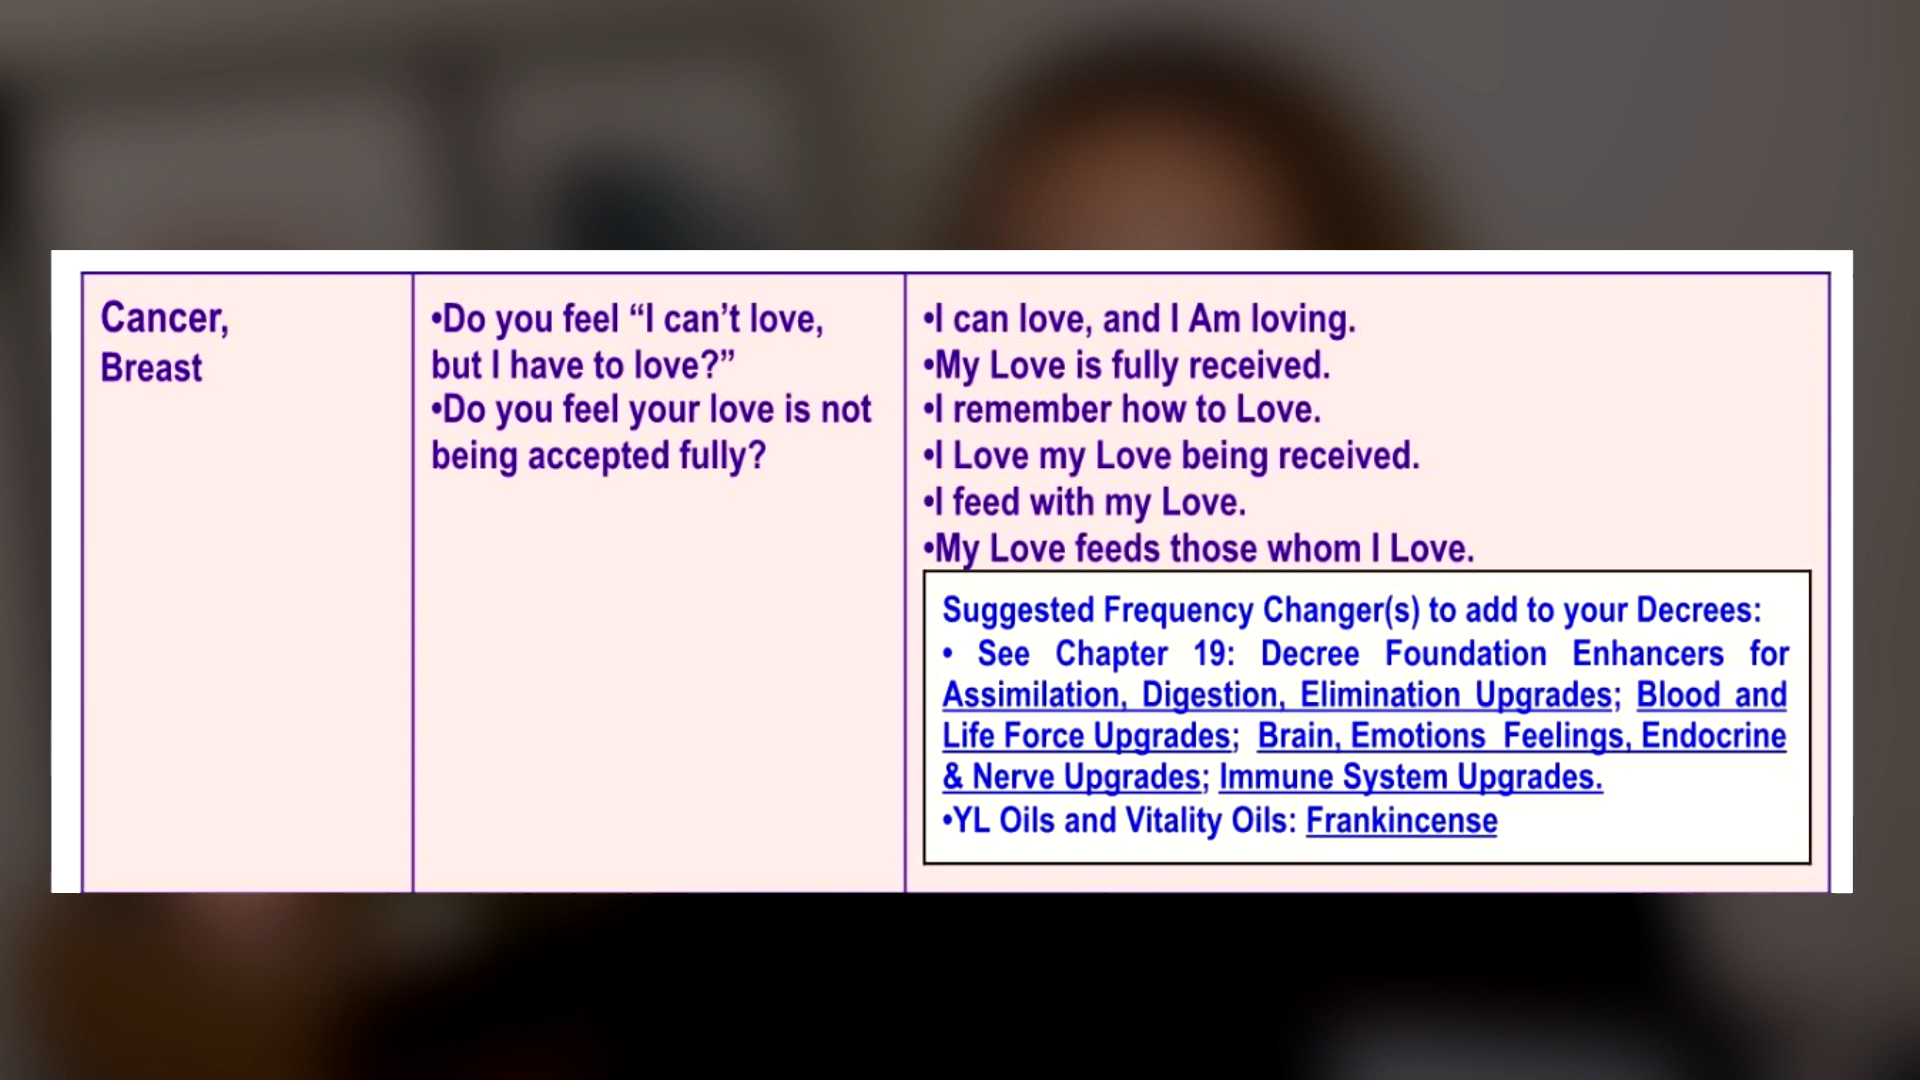 Cancer,
Breast
•Do you feel “I can’t love,
but I have to love?”
•Do you feel your love is not
being accepted fully?
•I can love, and I Am loving.
•My Love is fully received.
•I remember how to Love.
•I Love my Love being received.
•I feed with my Love.
•My Love feeds those whom I Love.
Suggested Frequency Changer(s) to add to your Decrees:
• See Chapter 19: Decree Foundation Enhancers for
Assimilation, Digestion, Elimination Upgrades; Blood and
Life Force Upgrades; Brain, Emotions Feelings, Endocrine
& Nerve Upgrades; Immune System Upgrades.
•YL Oils and Vitality Oils: Frankincense